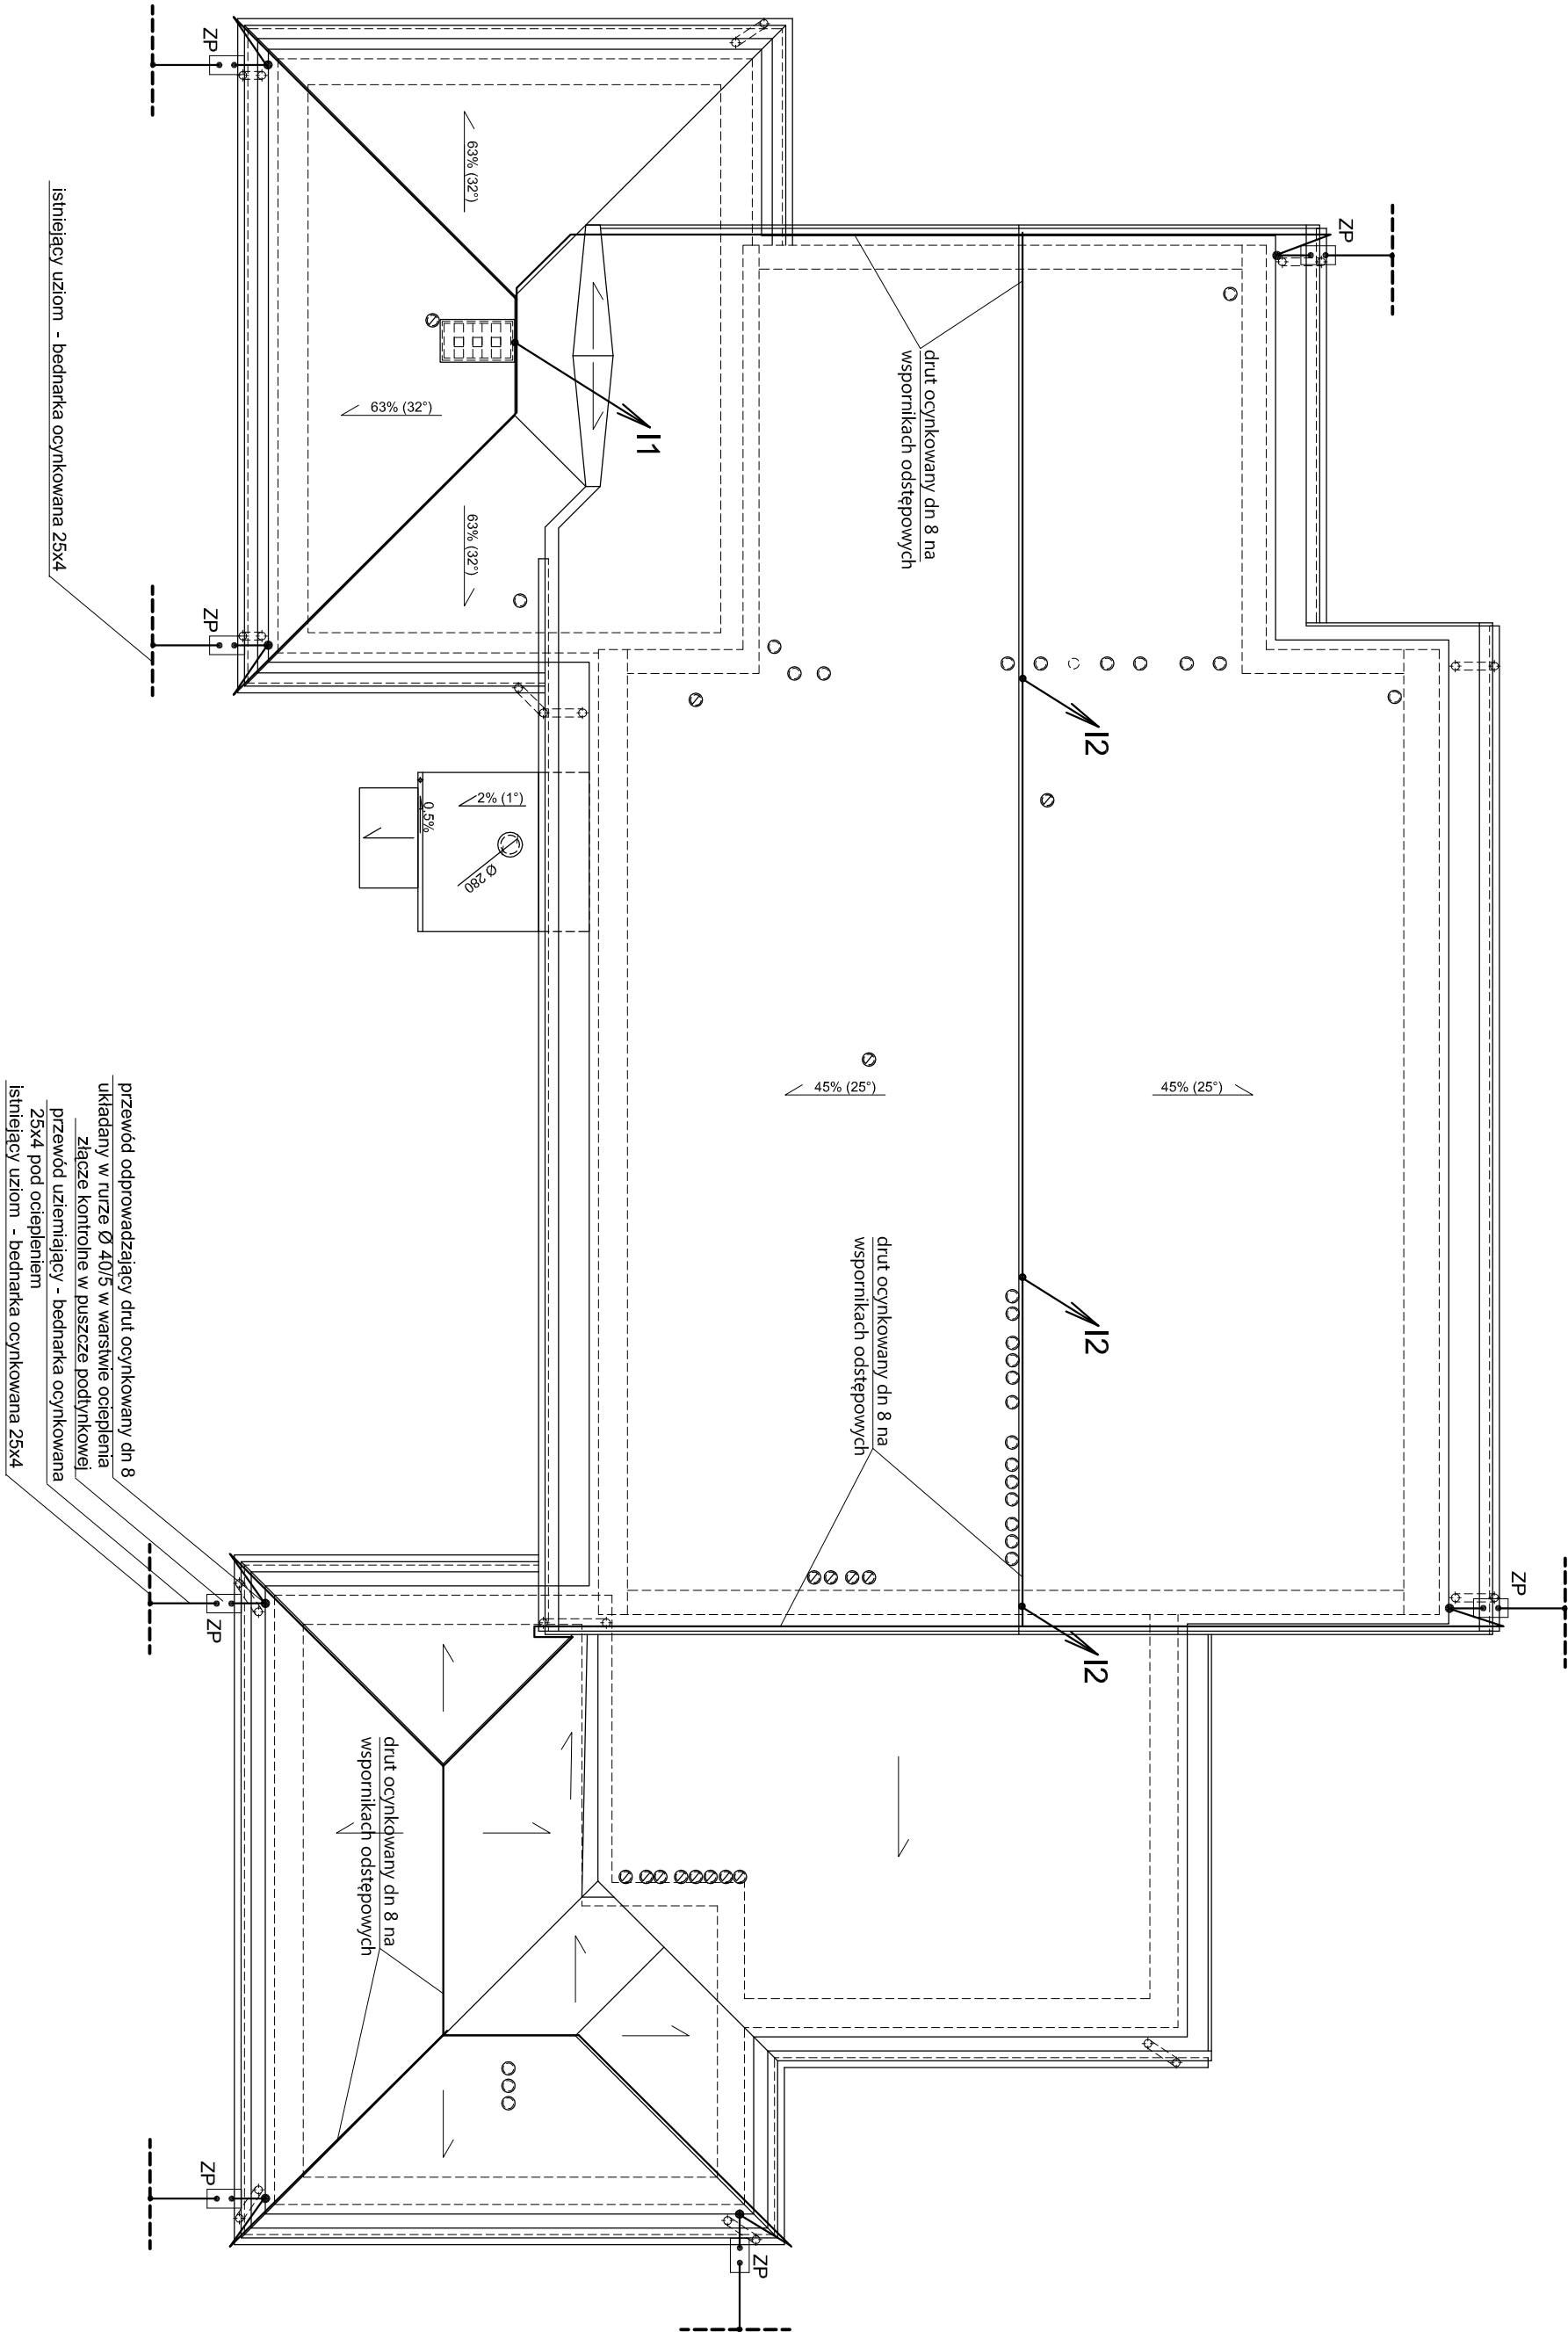 ZP
63% (32°)
ZP
istniejący uziom - bednarka ocynkowana 25x4
63% (32°)
drut ocynkowany dn 8 na
wspornikach odstępowych
I1
63% (32°)
ZP
I2
2% (1°)
0,5%
Ø 280
45% (25°)
45% (25°)
przewód odprowadzający drut ocynkowany dn 8
układany w rurze Ø 40/5 w warstwie ocieplenia
złącze kontrolne w puszcze podtynkowej
przewód uziemiający - bednarka ocynkowana
25x4 pod ociepleniem
istniejący uziom - bednarka ocynkowana 25x4
drut ocynkowany dn 8 na
wspornikach odstępowych
I2
ZP
ZP
I2
drut ocynkowany dn 8 na
wspornikach odstępowych
ZP
ZP